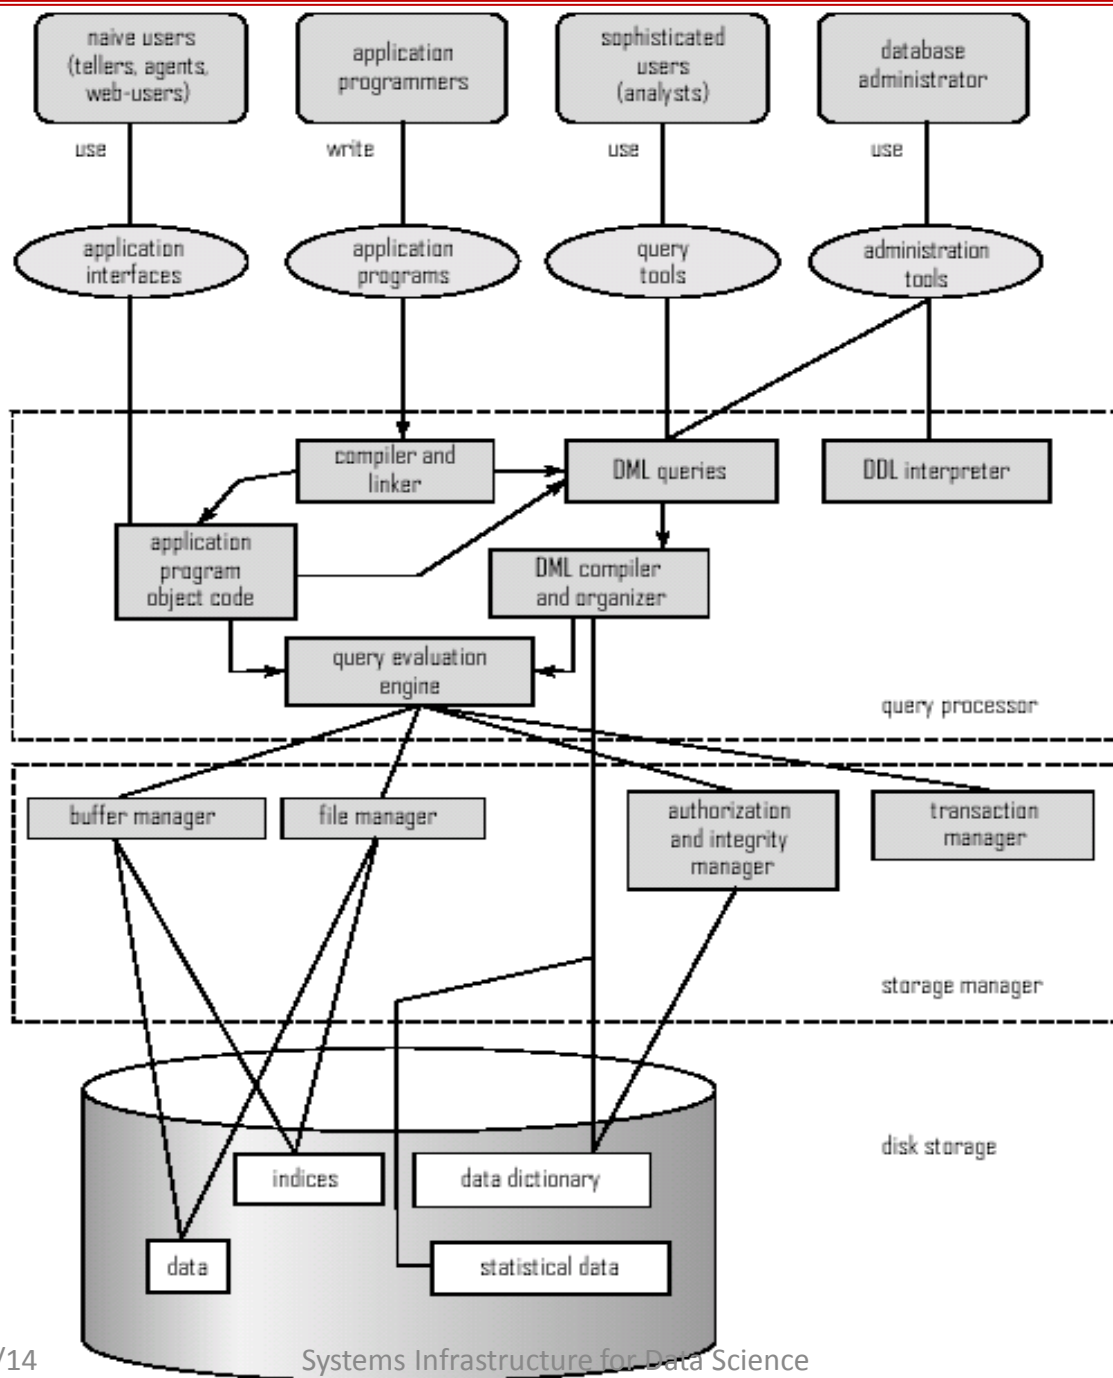 naive users
(tellers, agents,
web-users)
application
programmers
sophisticated
users
(analysts)
database
administrator
use
write
use
use
application
interfaces
application
programs
query
tools
administration
tools
compiler and
linker
DML queries
DDL interpreter
application
program
object code
DML compiler
and organizer
query evaluation
engine
query processor
buffer manager
file manager
authorization
and integrity
manager
transaction
manager
storage manager
disk storage
indices
data dictionary
data
statistical data
/14
Systems Infrastructure for Data Science